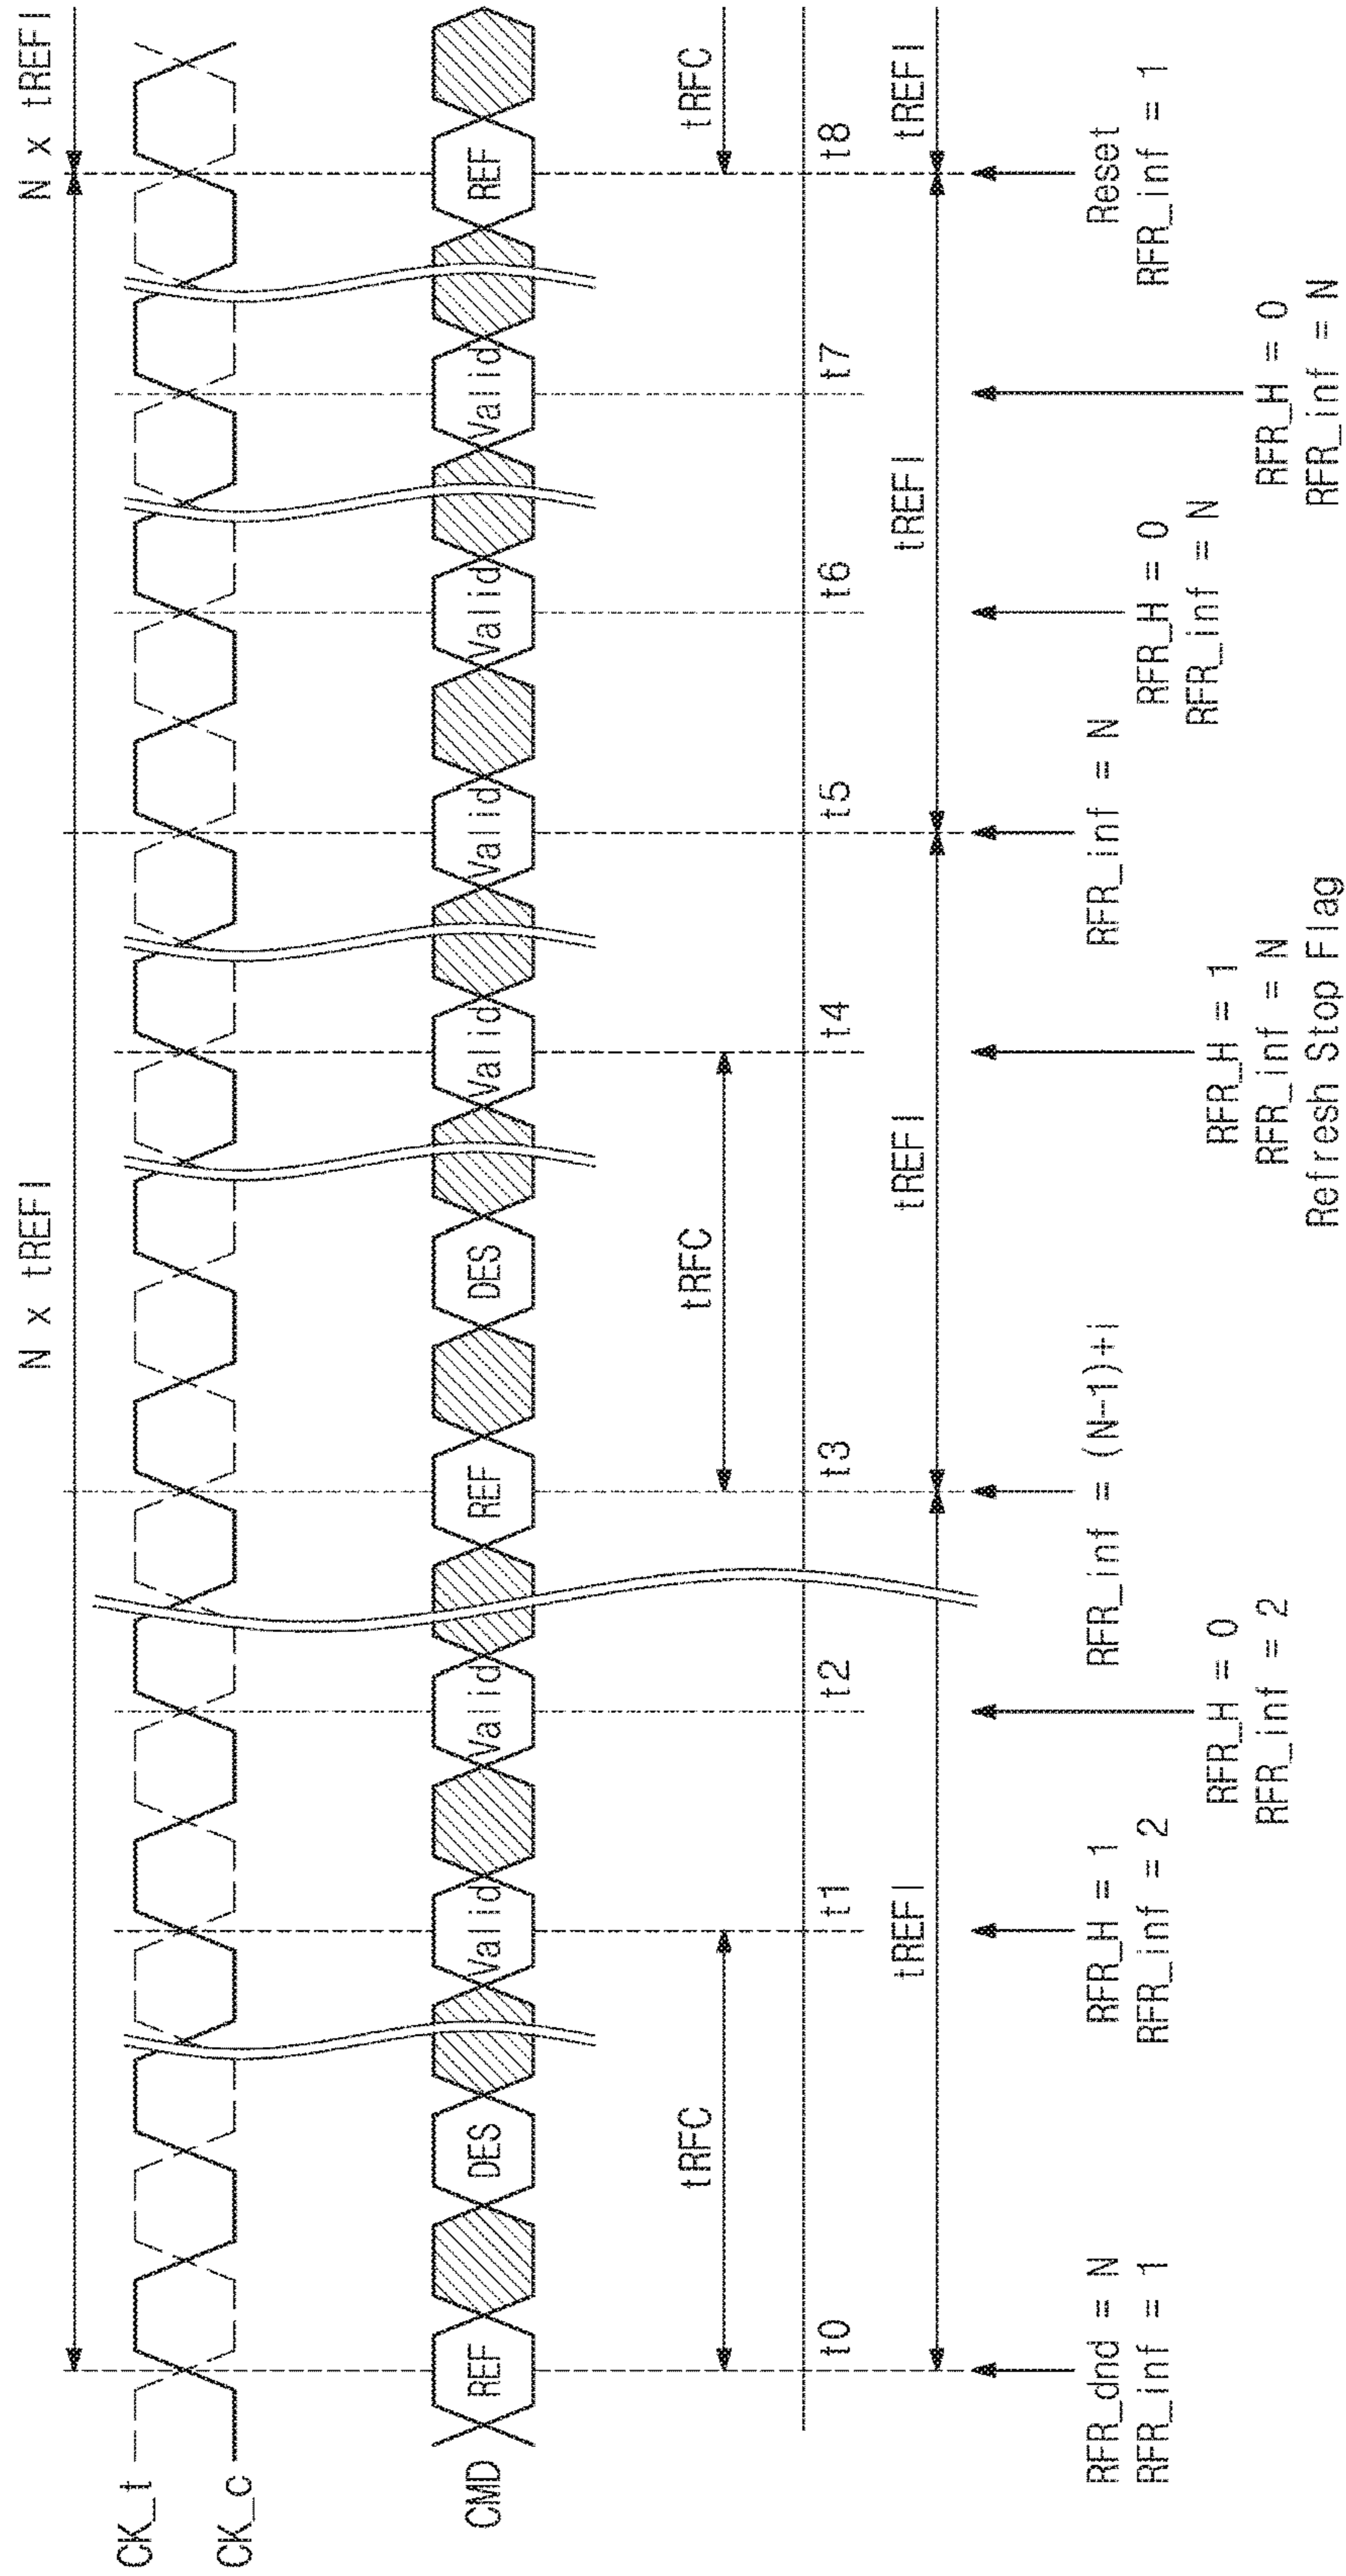 N x tREFI
N x tREFI
CK_t
CK_c
CMD
REF
DES
Valid
Valid
REF
DES
Valid
Valid
Valid
Valid
REF
tRFC
tRFC
tRFC
t0
t1
t2
t3
t4
t5
t6
t7
t8
tREFI
tREFI
tREFI
tREFI
RFR_dnd = N
RFR_inf = 1
RFR_H = 1
RFR_inf = 2
RFR_H = 0
RFR_inf = 2
RFR_inf = (N-1)+i
RFR_H = 1
RFR_inf = N
Refresh Stop Flag
RFR_inf = N
RFR_H = 0
RFR_inf = N
RFR_H = 0
RFR_inf = N
Reset
RFR_inf = 1